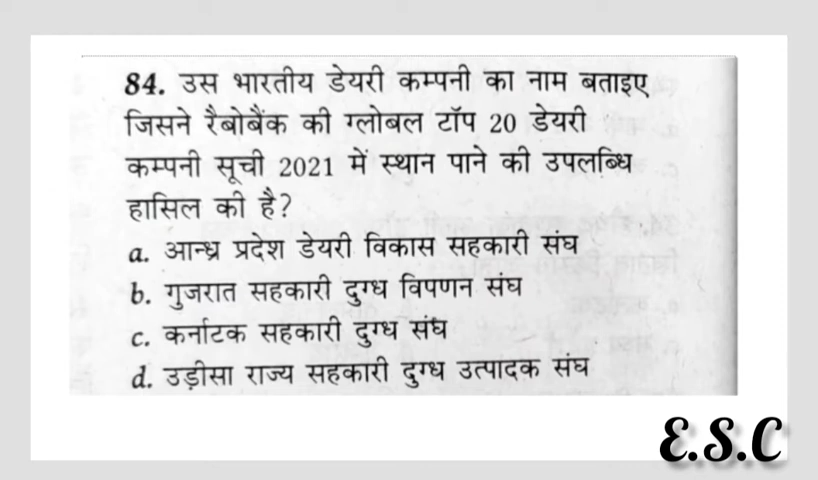 84. उस भारतीय डेयरी कम्पनी का नाम बताइए
जिसने रैबोबैंक की ग्लोबल टॉप 20 डेयरी
कम्पनी सूची 2021 में स्थान पाने की उपलब्धि
हासिल की है?
a. आन्ध्र प्रदेश डेयरी विकास सहकारी संघ
b. गुजरात सहकारी दुग्ध विपणन संघ
c. कर्नाटक सहकारी दुग्ध संघ
d. उड़ीसा राज्य सहकारी दुग्ध उत्पादक संघ
E.S.C